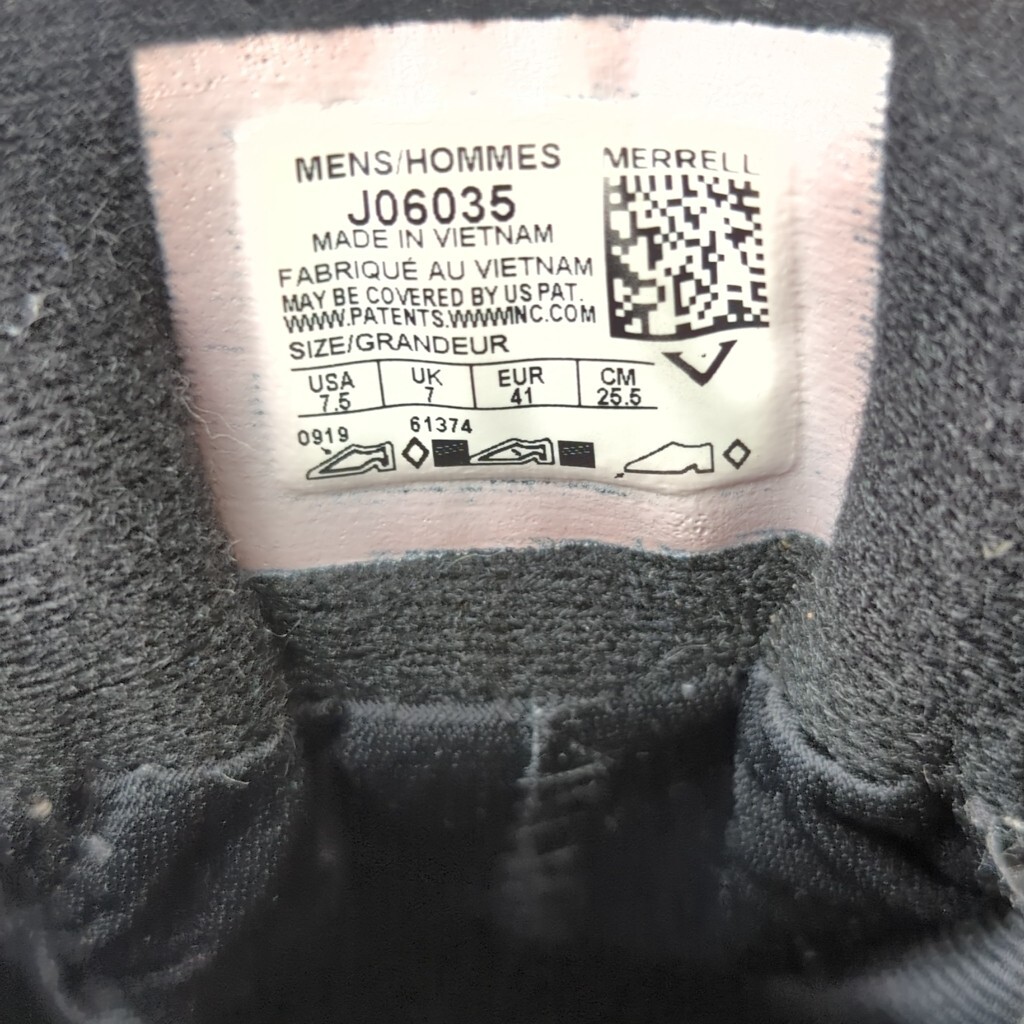 MENS/HOMMES
MERRELL
J06035
MADE IN VIETNAM
FABRIQUÉ AU VIETNAM
MAY BE COVERED BY US PAT.
WWW.PATENTS.WWWINC.COM
SIZE/GRANDEUR
USA UK EUR CM
7.5 7 41 25.5
0919 61374